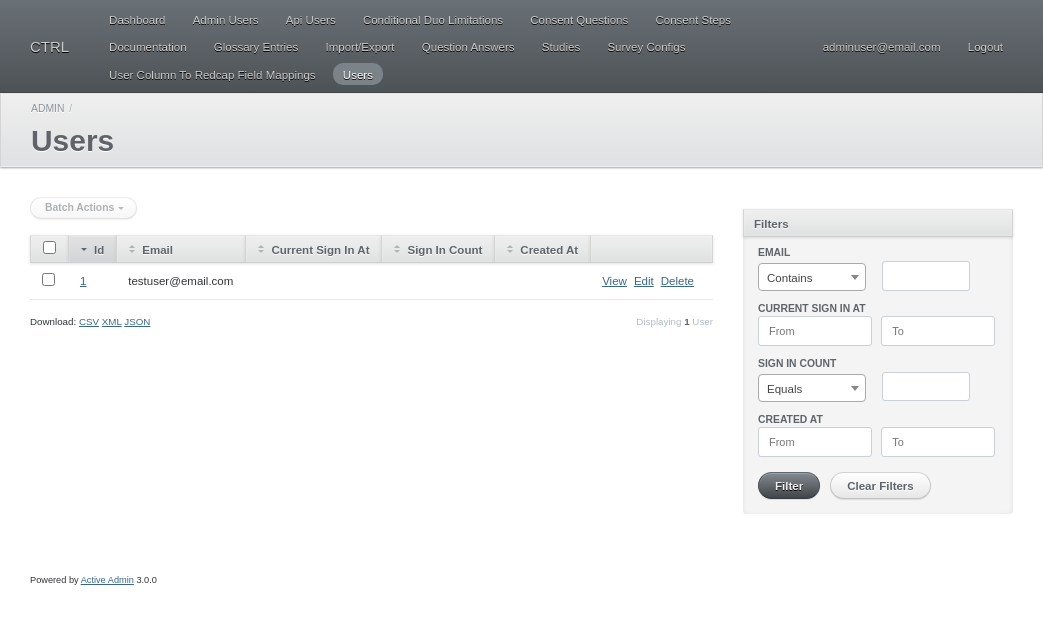 Dashboard Admin Users Api Users Conditional Duo Limitations Consent Questions Consent Steps
CTRL Documentation Glossary Entries Import/Export Question Answers Studies Survey Configs adminuser@email.com Logout
User Column To Redcap Field Mappings Users
ADMIN /
Users
Batch Actions
Id Email Current Sign In At Sign In Count Created At
1 testuser@email.com View Edit Delete
Download: CSV XML JSON Displaying 1 User
Filters
EMAIL
Contains
CURRENT SIGN IN AT
From To
SIGN IN COUNT
Equals
CREATED AT
From To
Filter Clear Filters
Powered by Active Admin 3.0.0